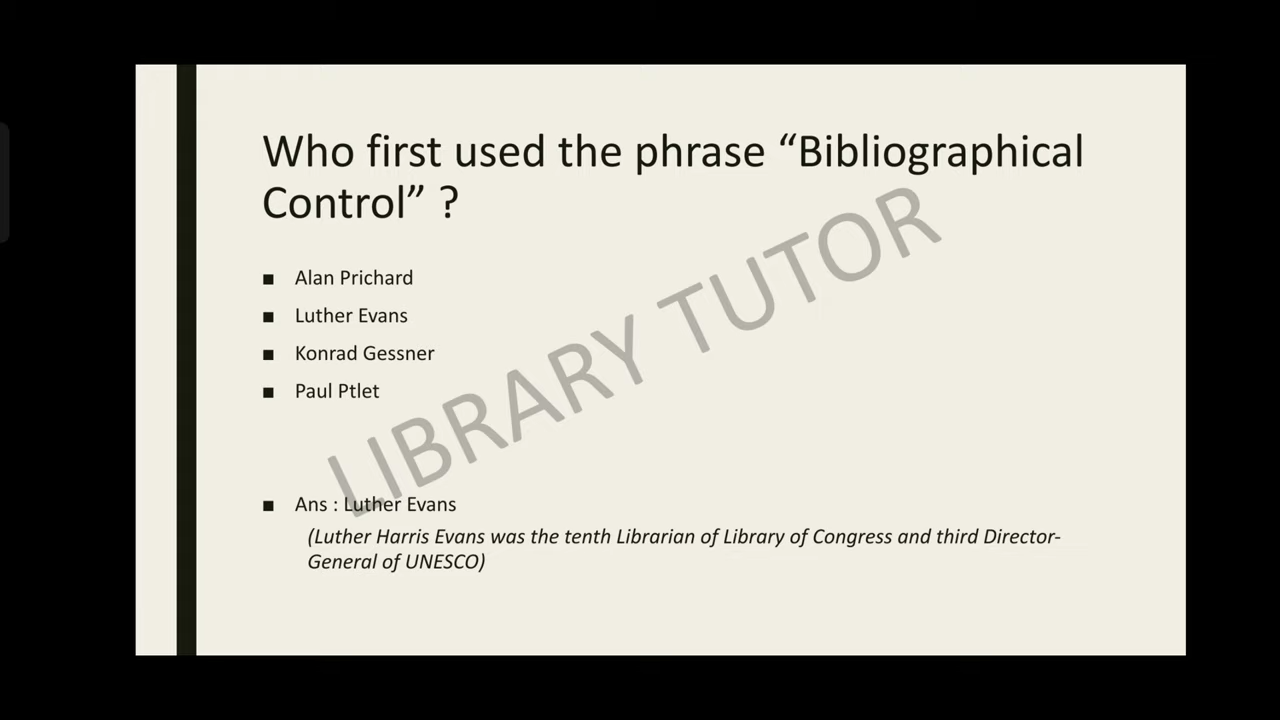 Who first used the phrase “Bibliographical
Control” ?
■ Alan Prichard
■ Luther Evans
■ Konrad Gessner
■ Paul Ptlet
■ Ans : Luther Evans
(Luther Harris Evans was the tenth Librarian of Library of Congress and third Director-
General of UNESCO)
LIBRARY TUTOR